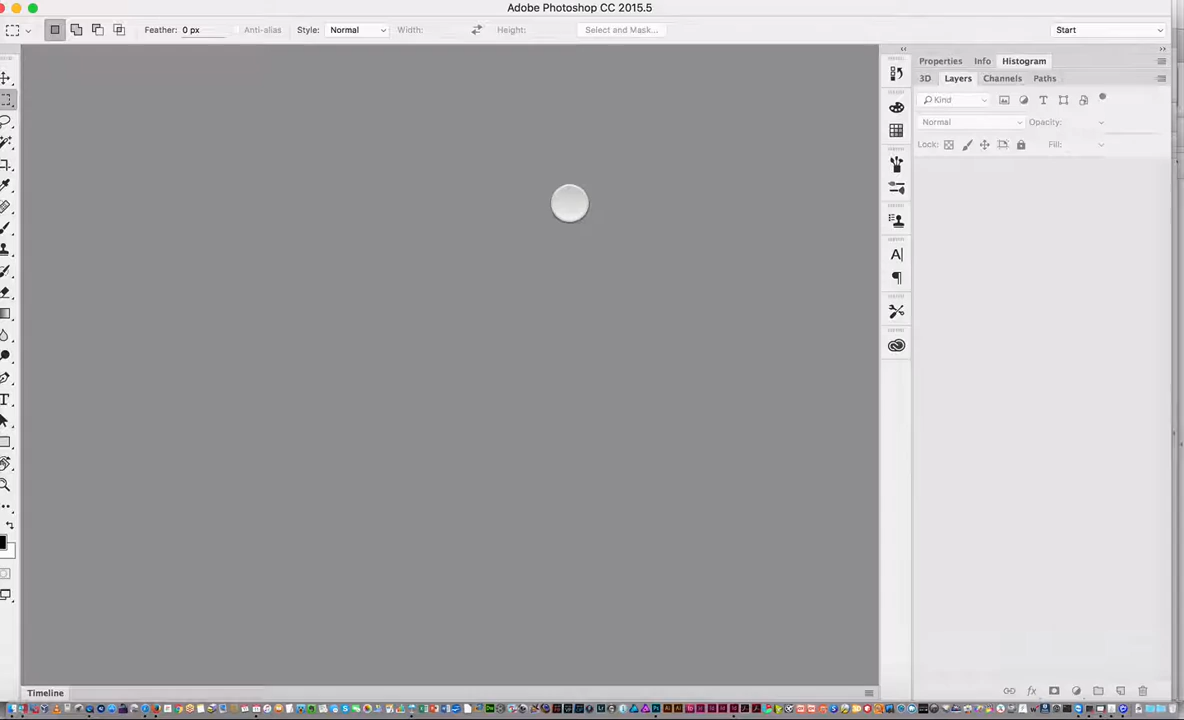 Adobe Photoshop CC 2015.5
Feather: 0 px Anti-alias Style: Normal Width: Height: Select and Mask... Start
Properties Info Histogram
3D Layers Channels Paths
Kind
Normal Opacity:
Lock: Fill:
Timeline